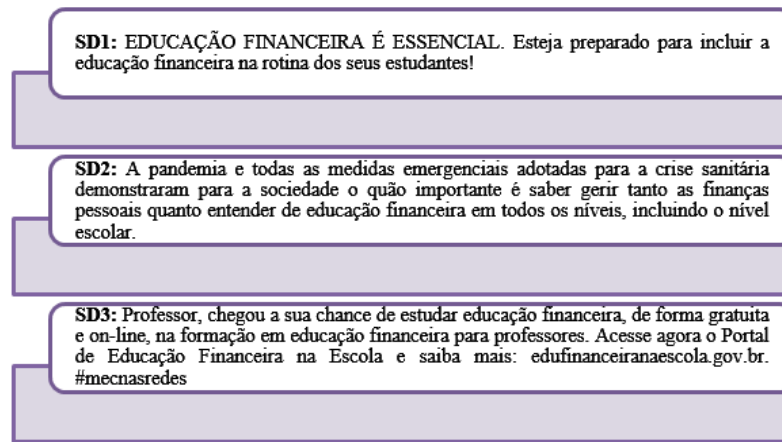 SD1: EDUCAÇÃO FINANCEIRA É ESSENCIAL. Esteja preparado para incluir a
educação financeira na rotina dos seus estudantes!
SD2: A pandemia e todas as medidas emergenciais adotadas para a crise sanitária
demonstraram para a sociedade o quão importante é saber gerir tanto as finanças
pessoais quanto entender de educação financeira em todos os níveis, incluindo o nível
escolar.
SD3: Professor, chegou a sua chance de estudar educação financeira, de forma gratuita
e on-line, na formação em educação financeira para professores. Acesse agora o Portal
de Educação Financeira na Escola e saiba mais: edufinanceiranaescola.gov.br.
#mecnasredes